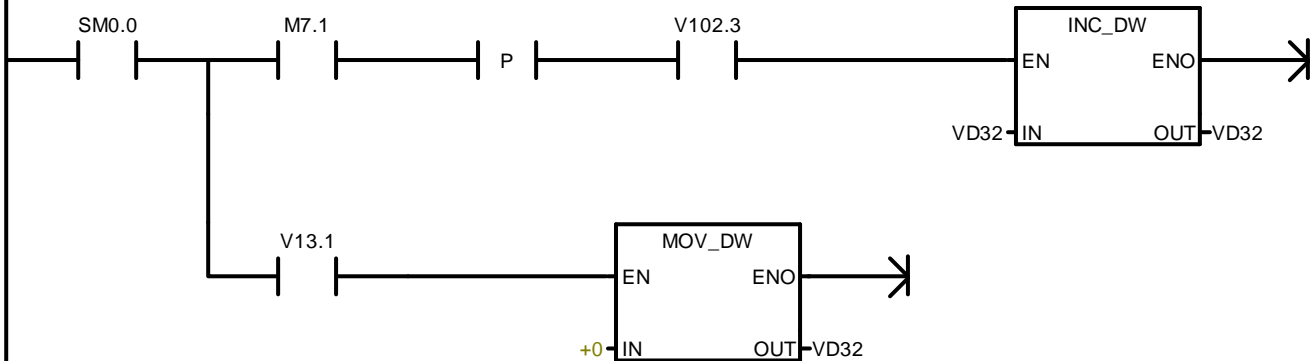 SM0.0 M7.1 V102.3 INC_DW
P EN ENO
VD32 IN OUT VD32
V13.1 MOV_DW
EN ENO
+0 IN OUT VD32